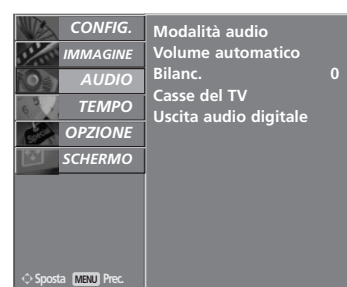 CONFIG.
IMMAGINE
AUDIO
TEMPO
OPZIONE
SCHERMO
Sposta MENU Prec.
Modalità audio
Volume automatico
Bilanc. 0
Casse del TV
Uscita audio digitale